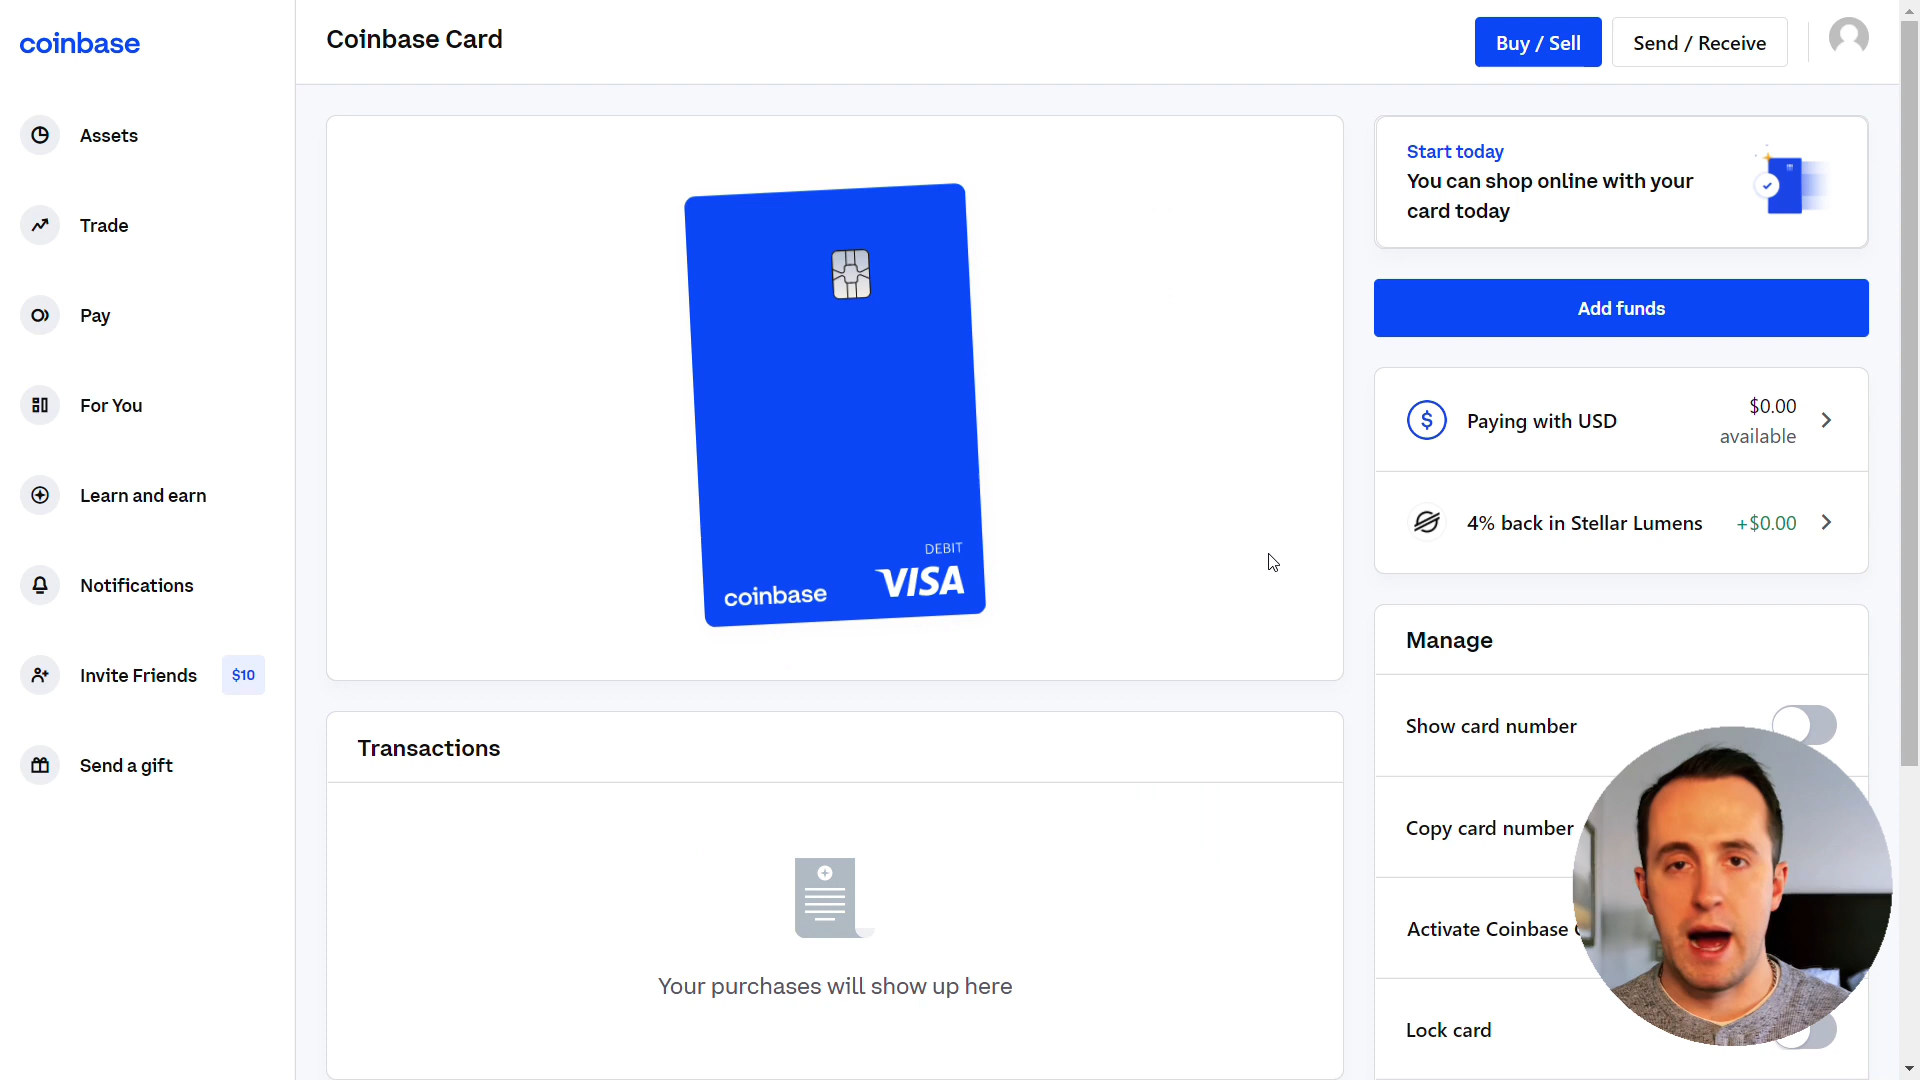 coinbase
Coinbase Card
Buy / Sell
Send / Receive
Assets
Trade
Pay
For You
Learn and earn
Notifications
Invite Friends
$10
Send a gift
DEBIT
VISA
coinbase
Transactions
Your purchases will show up here
Start today
You can shop online with your
card today
Add funds
$
Paying with USD
$0.00
available
4% back in Stellar Lumens
+$0.00
Manage
Show card number
Copy card number
Activate Coinbase
Lock card